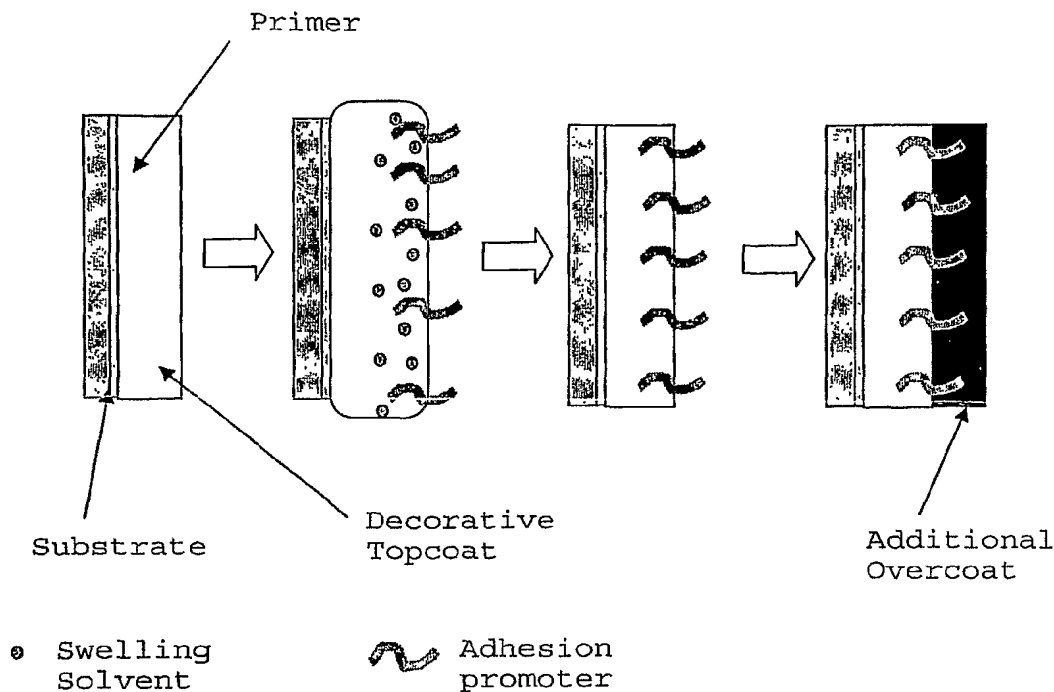 Primer
Substrate
Decorative
Topcoat
Additional
Overcoat
Swelling
Solvent
Adhesion
promoter